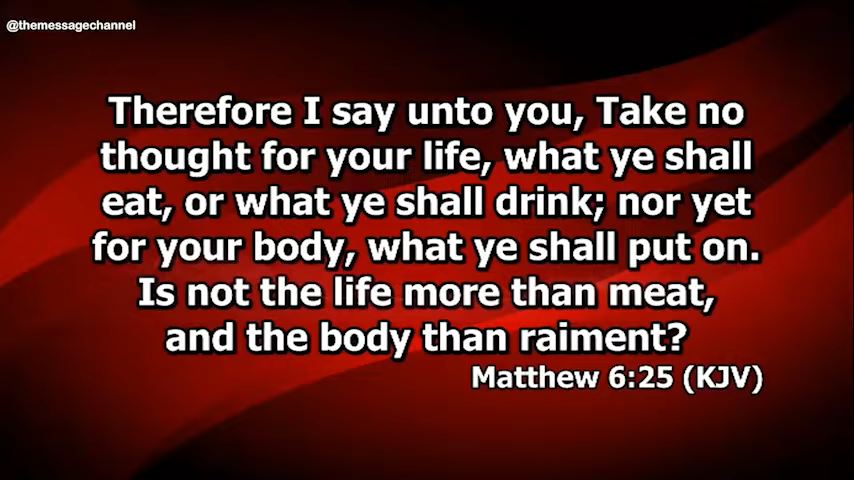 @themessagechannel
Therefore I say unto you, Take no
thought for your life, what ye shall
eat, or what ye shall drink; nor yet
for your body, what ye shall put on.
Is not the life more than meat,
and the body than raiment?
Matthew 6:25 (KJV)